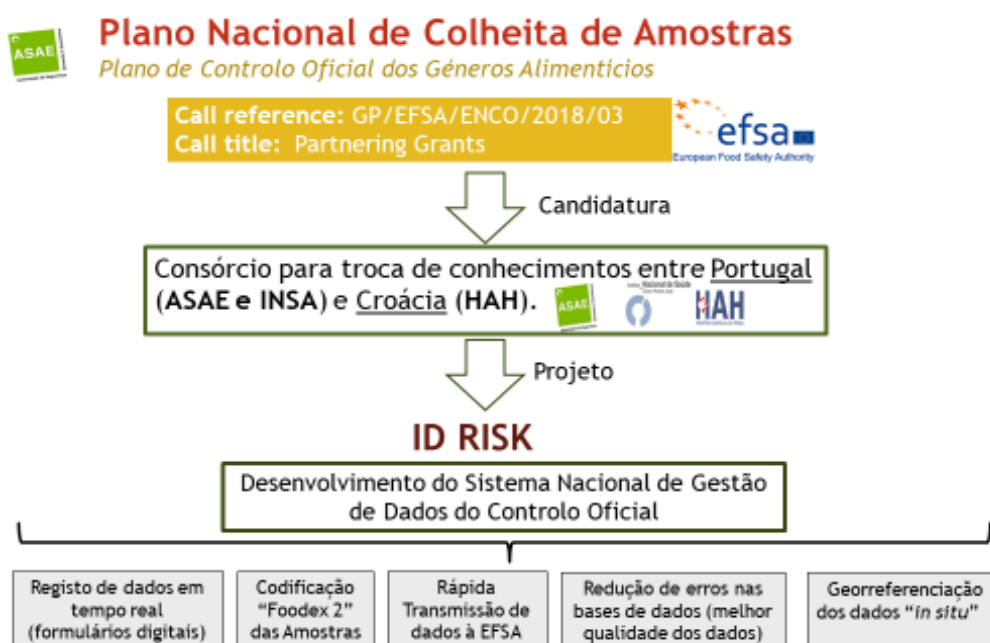 ASAE
Plano Nacional de Colheita de Amostras
Plano de Controlo Oficial dos Géneros Alimentícios
Call reference: GP/EFSA/ENCO/2018/03
Call title: Partnering Grants
efsa
European Food Safety Authority
Candidatura
Consórcio para troca de conhecimentos entre Portugal
(ASAE e INSA) e Croácia (HAH).
ASAE
Nacional de Saúde
HAH
Projeto
ID RISK
Desenvolvimento do Sistema Nacional de Gestão
de Dados do Controlo Oficial
Registo de dados em
tempo real
(formulários digitais)
Codificação
“Foodex 2”
das Amostras
Rápida
Transmissão de
dados à EFSA
Redução de erros nas
bases de dados (melhor
qualidade dos dados)
Georreferenciação
dos dados “in situ”